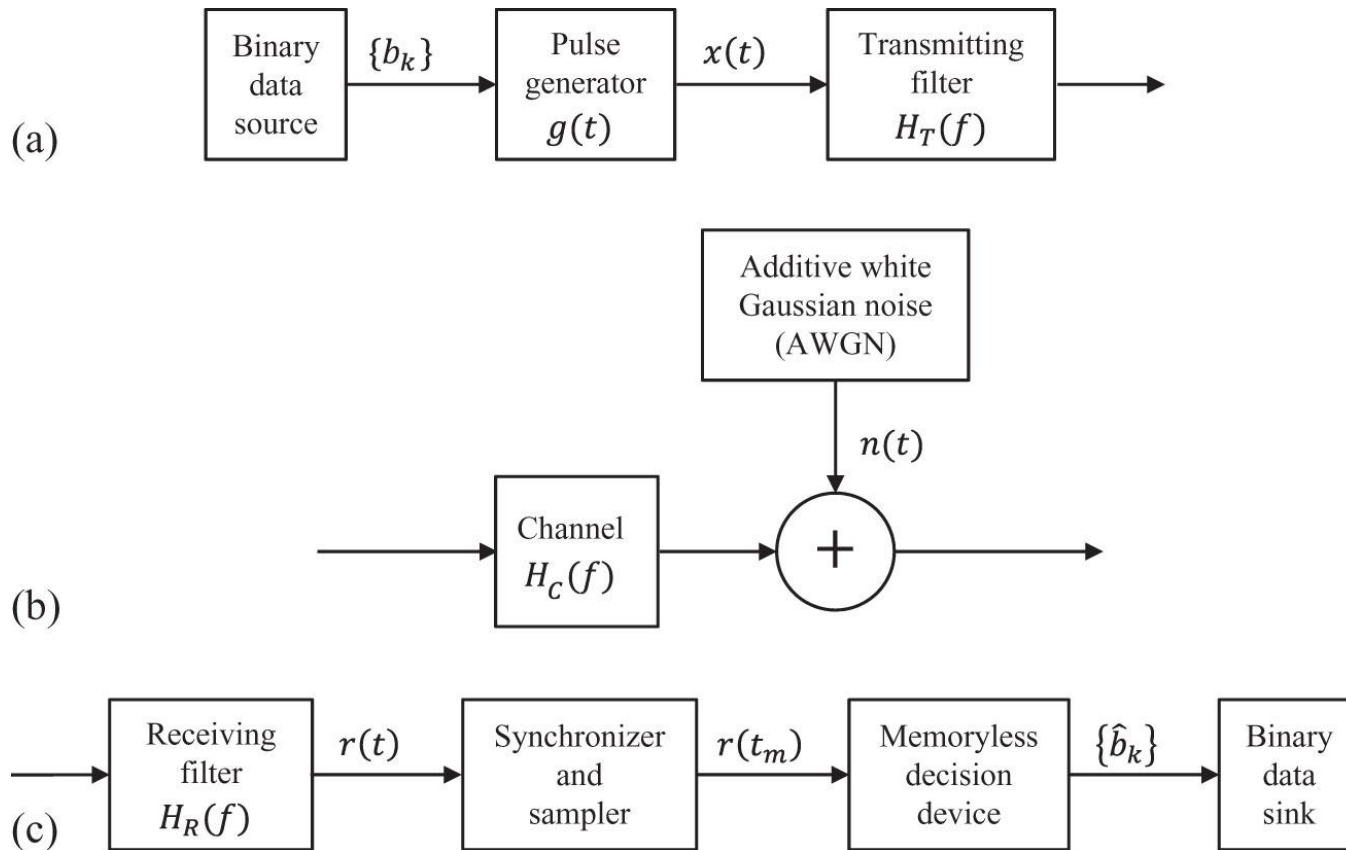 Binary
data
source
{b_k}
Pulse
generator
g(t)
x(t)
Transmitting
filter
H_T(f)
(a)
Additive white
Gaussian noise
(AWGN)
n(t)
Channel
H_C(f)
+
(b)
Receiving
filter
H_R(f)
r(t)
Synchronizer
and
sampler
r(t_m)
Memoryless
decision
device
{b̂_k}
Binary
data
sink
(c)